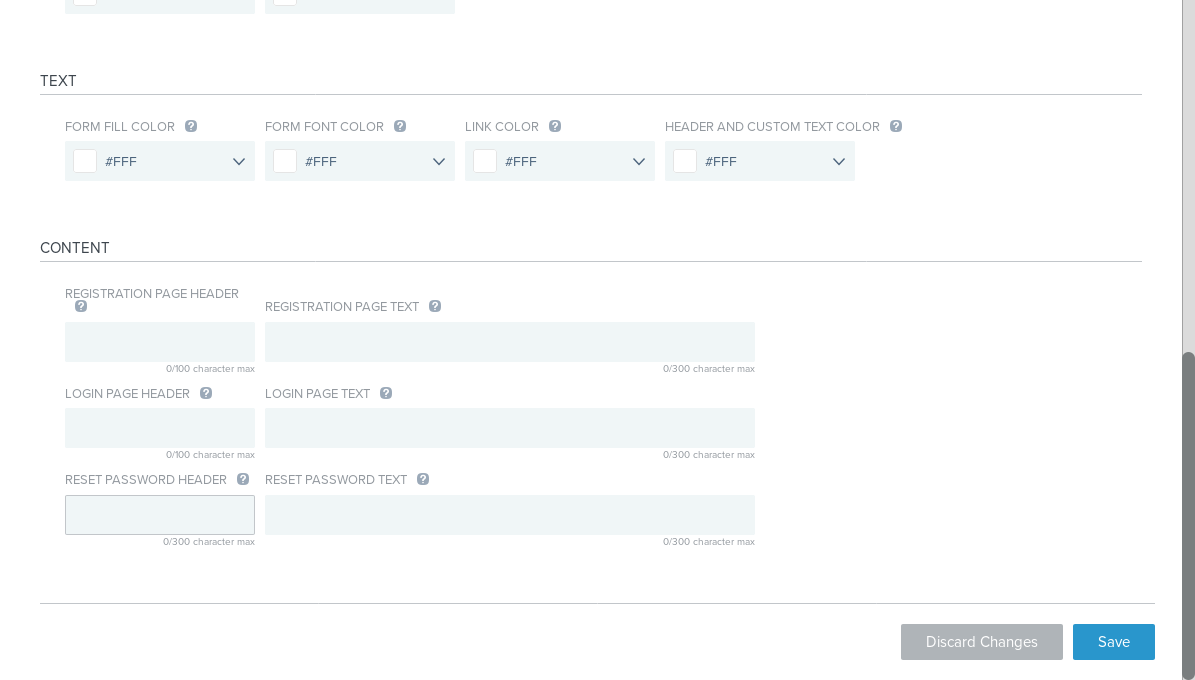 TEXT
FORM FILL COLOR ? FORM FONT COLOR ? LINK COLOR ? HEADER AND CUSTOM TEXT COLOR ?
#FFF #FFF #FFF #FFF
CONTENT
REGISTRATION PAGE HEADER ? REGISTRATION PAGE TEXT ?
0/100 character max 0/300 character max
LOGIN PAGE HEADER ? LOGIN PAGE TEXT ?
0/100 character max 0/300 character max
RESET PASSWORD HEADER ? RESET PASSWORD TEXT ?
0/300 character max 0/300 character max
Discard Changes Save